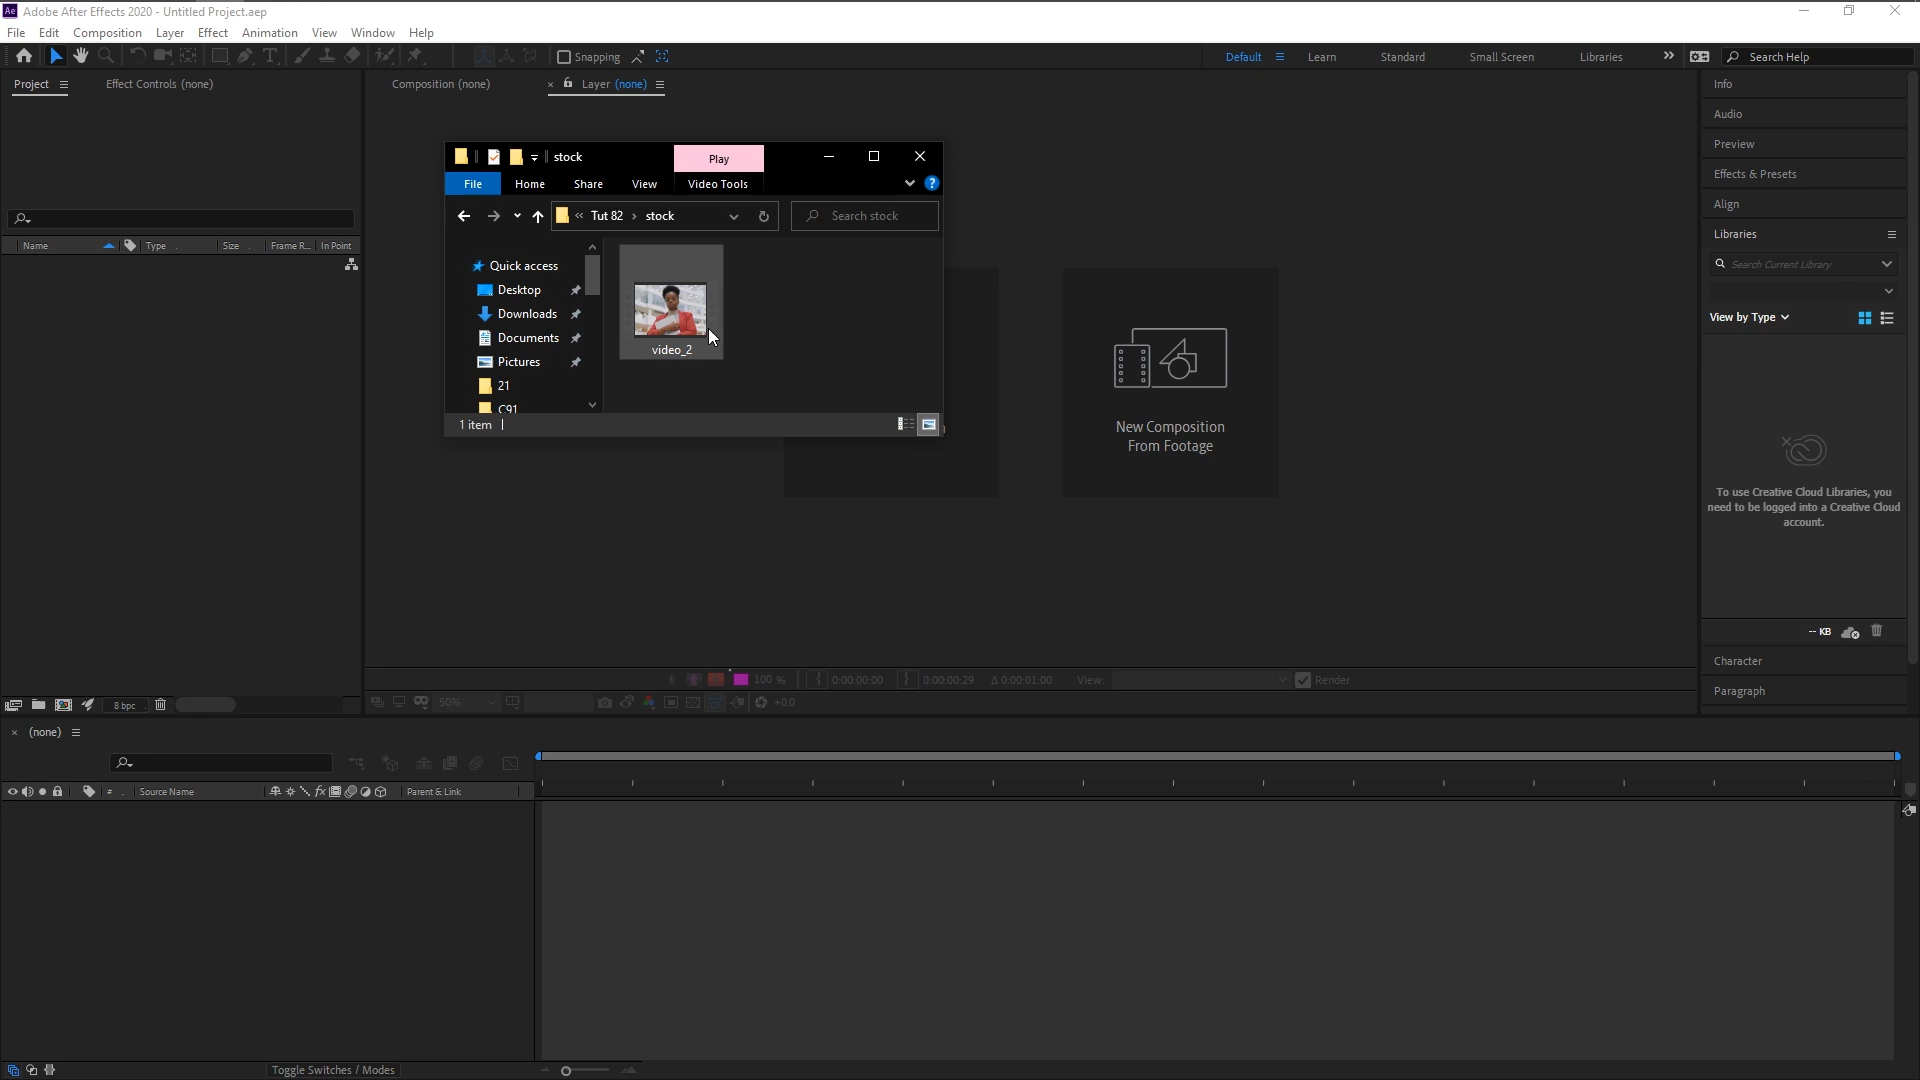 Ae Adobe After Effects 2020 - Untitled Project.aep
File Edit Composition Layer Effect Animation View Window Help
Snapping
Default Learn Standard Small Screen Libraries Search Help
Project Effect Controls (none) Composition (none) Layer (none) Info
Audio
Preview
Effects & Presets
Align
Libraries
Search Current Library
View by Type
Name Type Size Frame R... In Point
stock Play
File Home Share View Video Tools
Tut 82 stock Search stock
Quick access
Desktop
Downloads
Documents
Pictures
21
C91
video_2
1 item
New Composition
From Footage
To use Creative Cloud Libraries, you
need to be logged into a Creative Cloud
account.
-- KB
Character
Paragraph
100 % 0:00:00:00 0:00:00:29 Δ 0:00:01:00 View: Render
8 bpc 50% +0.0
(none)
# Source Name fx Parent & Link
Toggle Switches / Modes